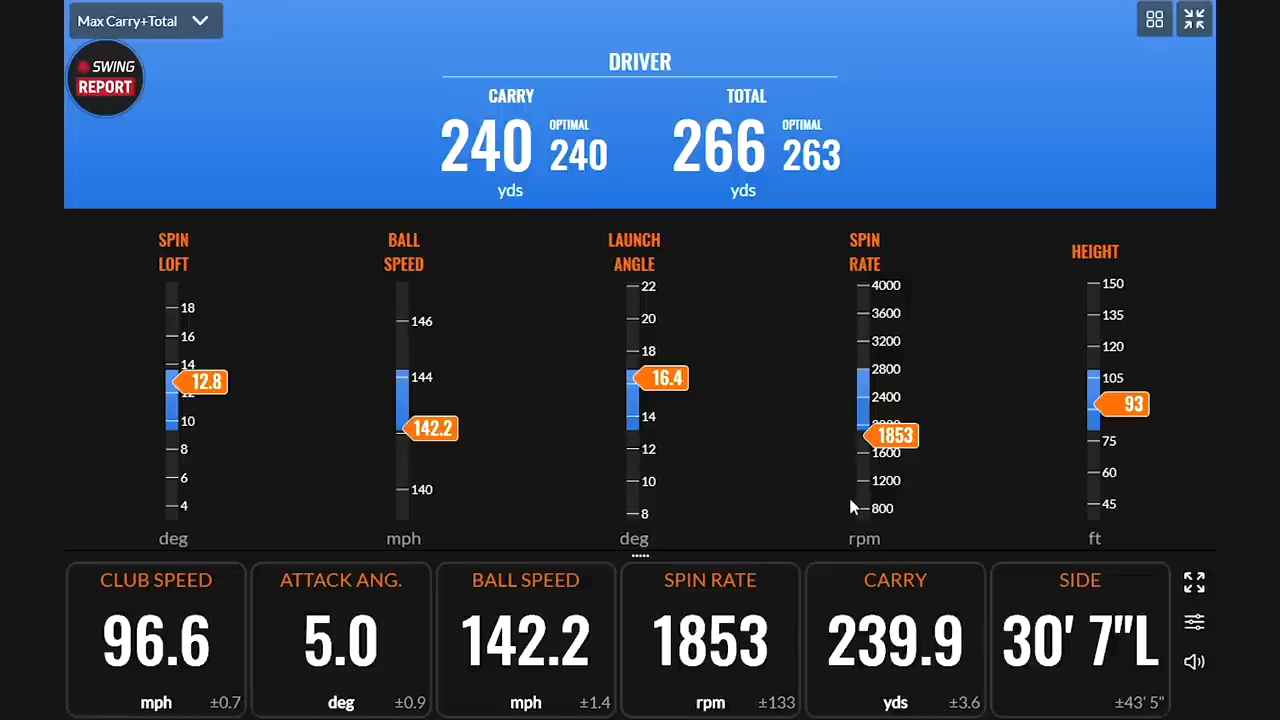 Max Carry+Total
SWING
REPORT
DRIVER
CARRY
TOTAL
240
OPTIMAL
240
266
OPTIMAL
263
yds
yds
SPIN
LOFT
BALL
SPEED
LAUNCH
ANGLE
SPIN
RATE
HEIGHT
18
16
14
12.8
12
10
8
6
4
deg
146
144
142.2
140
mph
22
20
18
16.4
14
12
10
8
deg
4000
3600
3200
2800
2400
1853
1600
1200
800
rpm
150
135
120
105
93
75
60
45
ft
CLUB SPEED
96.6
mph ±0.7
ATTACK ANG.
5.0
deg ±0.9
BALL SPEED
142.2
mph ±1.4
SPIN RATE
1853
rpm ±133
CARRY
239.9
yds ±3.6
SIDE
30' 7"L
±43' 5"